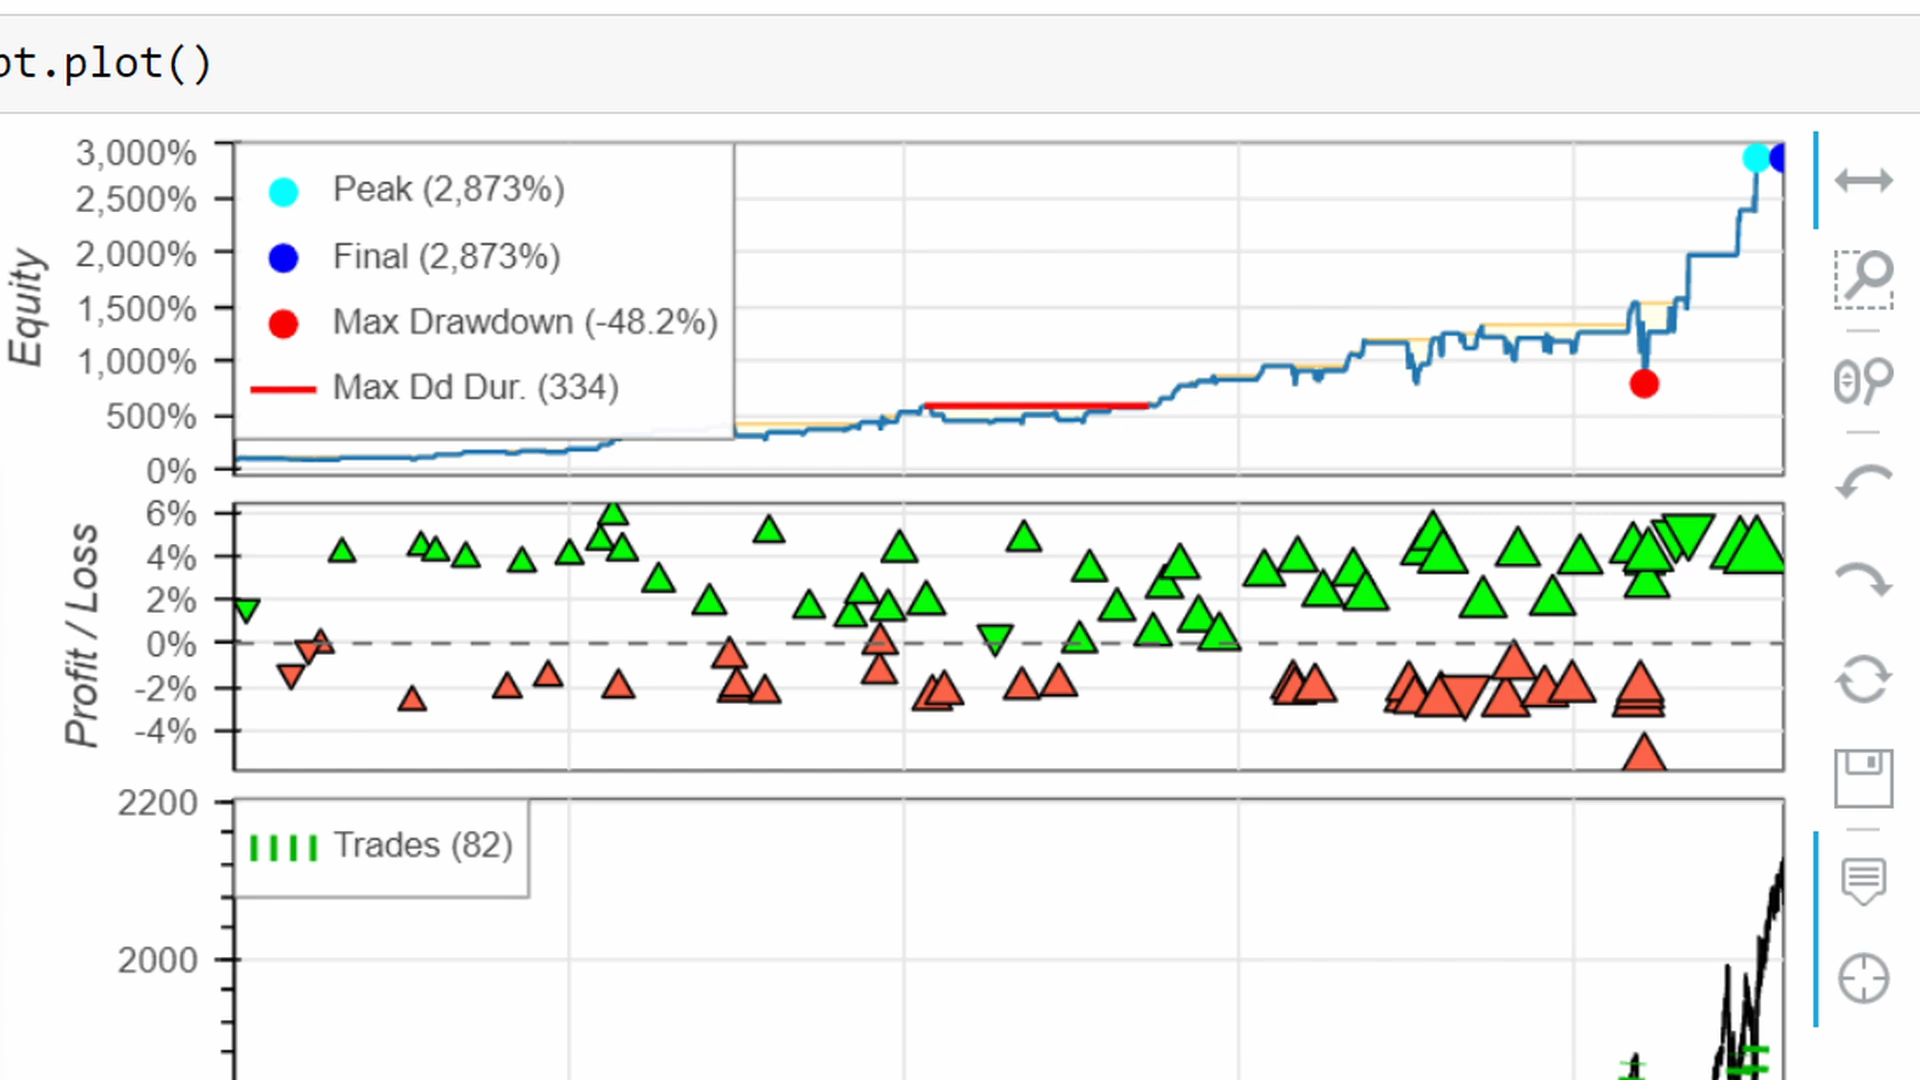 pt.plot()
3,000%
2,500%
2,000%
1,500%
1,000%
500%
0%
Equity
Peak (2,873%)
Final (2,873%)
Max Drawdown (-48.2%)
Max Dd Dur. (334)
6%
4%
2%
0%
-2%
-4%
Profit / Loss
2200
2000
Trades (82)